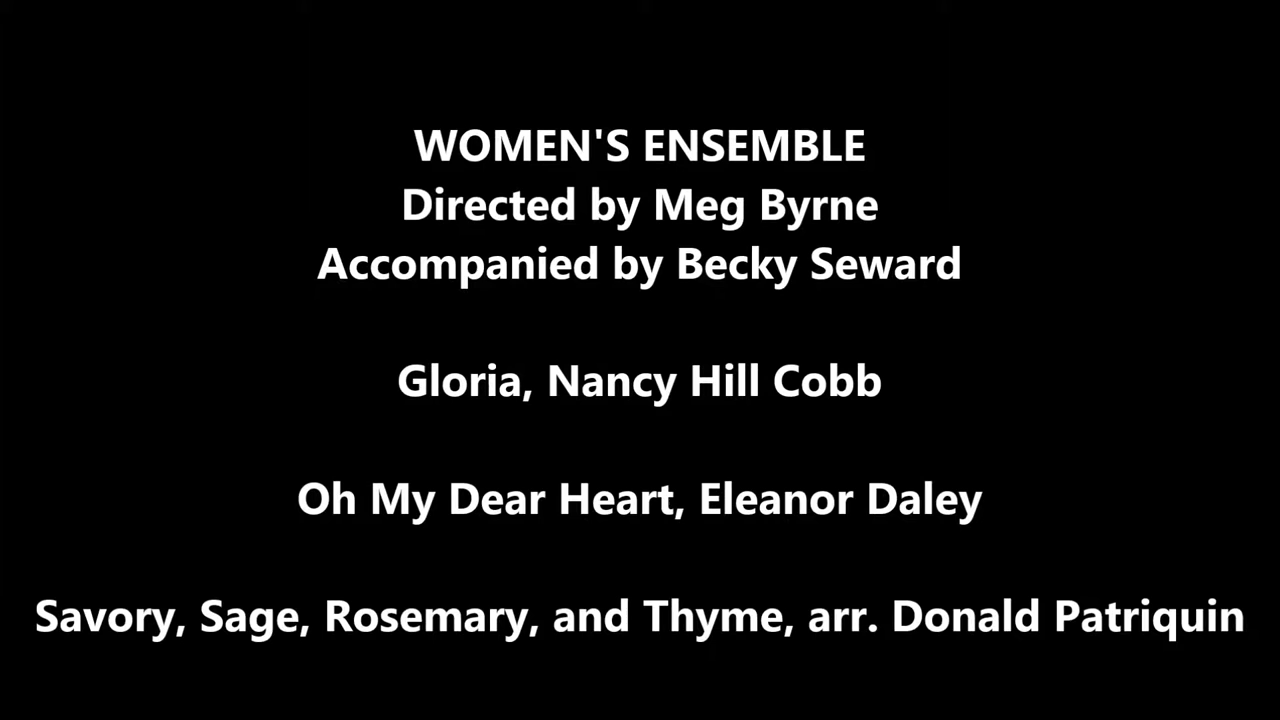 WOMEN'S ENSEMBLE
Directed by Meg Byrne
Accompanied by Becky Seward
Gloria, Nancy Hill Cobb
Oh My Dear Heart, Eleanor Daley
Savory, Sage, Rosemary, and Thyme, arr. Donald Patriquin